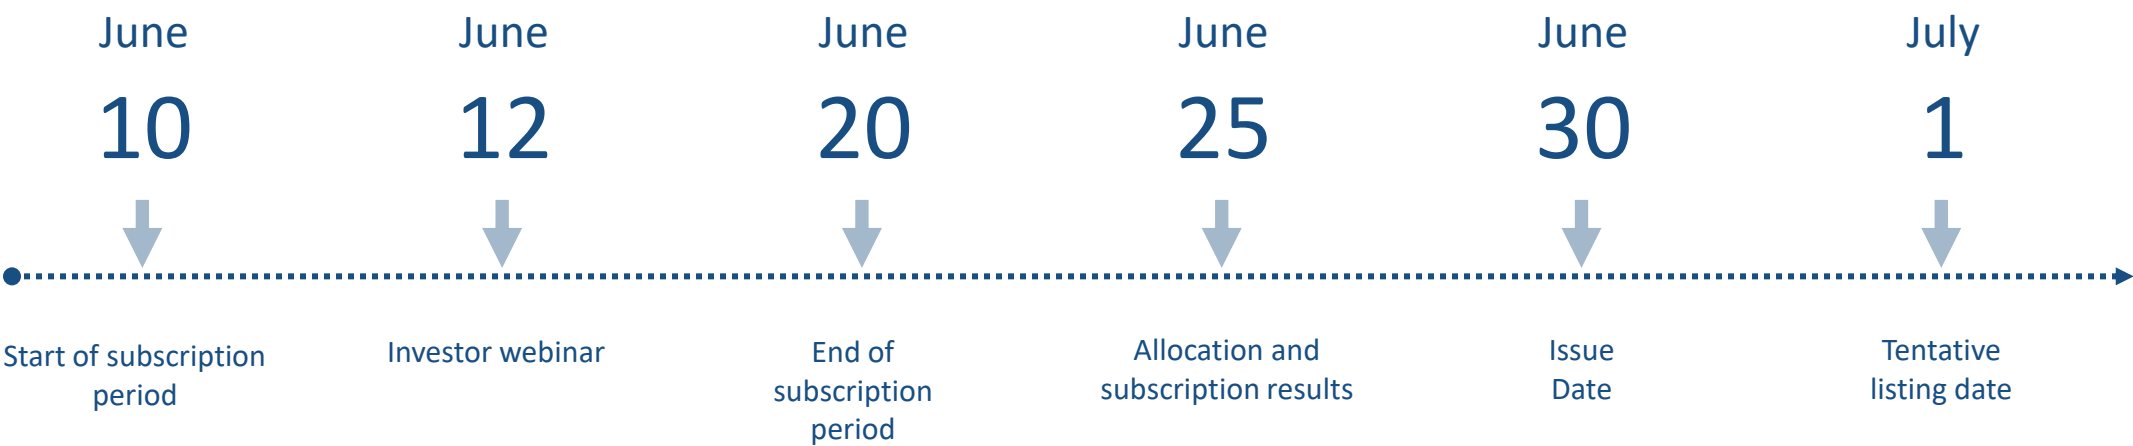 June
10
Start of subscription
period
June
12
Investor webinar
June
20
End of
subscription
period
June
25
Allocation and
subscription results
June
30
Issue
Date
July
1
Tentative
listing date